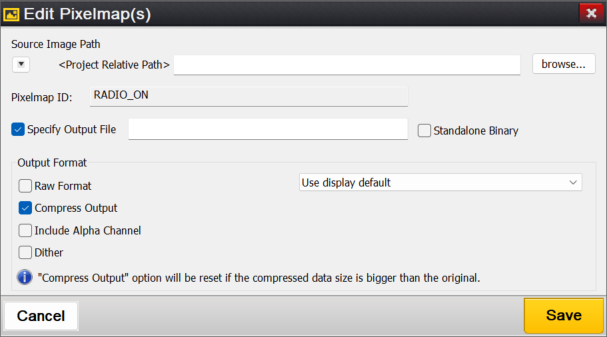 Edit Pixelmap(s)
Source Image Path
<Project Relative Path>
browse...
Pixelmap ID: RADIO_ON
Specify Output File
Standalone Binary
Output Format
Raw Format
Use display default
Compress Output
Include Alpha Channel
Dither
"Compress Output" option will be reset if the compressed data size is bigger than the original.
Cancel
Save